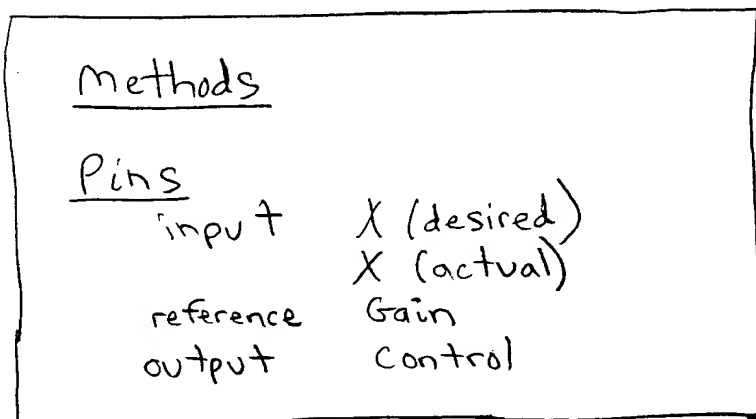 Methods
Pins
input X (desired)
X (actual)
reference Gain
output Control